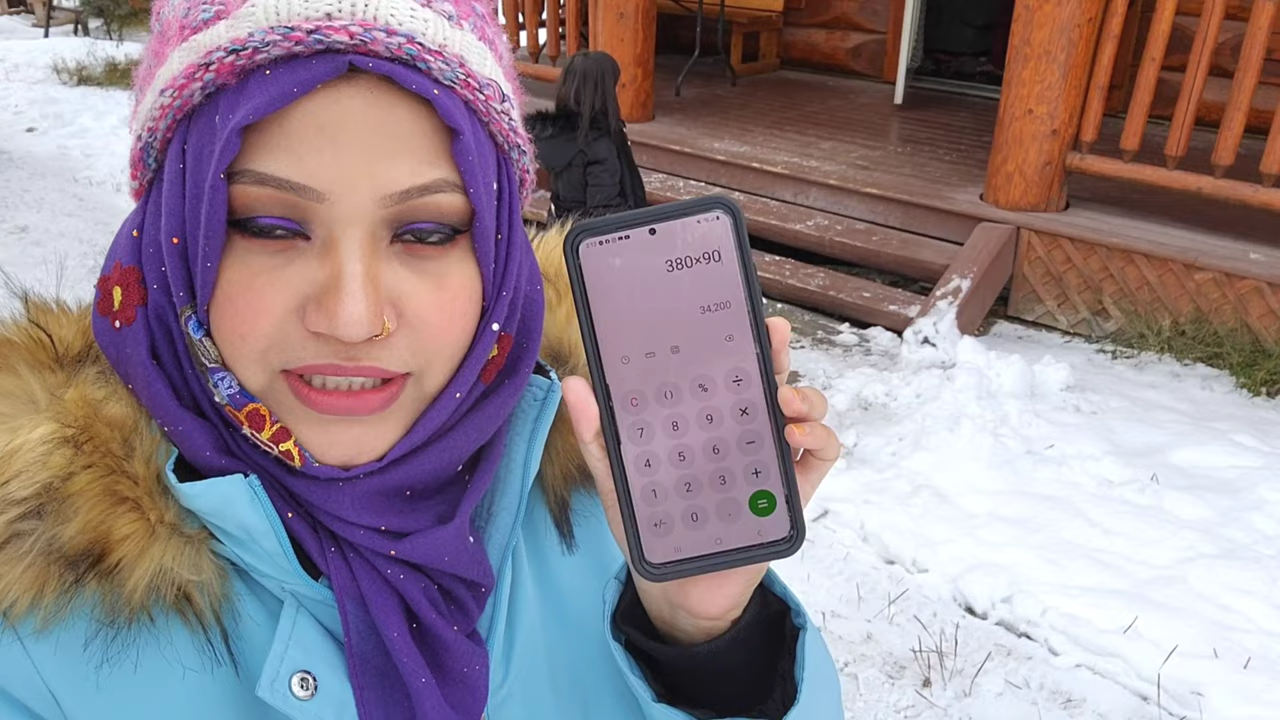 380×90
34,200
C () % ÷
7 8 9 ×
4 5 6 −
1 2 3 +
+/− 0 . =